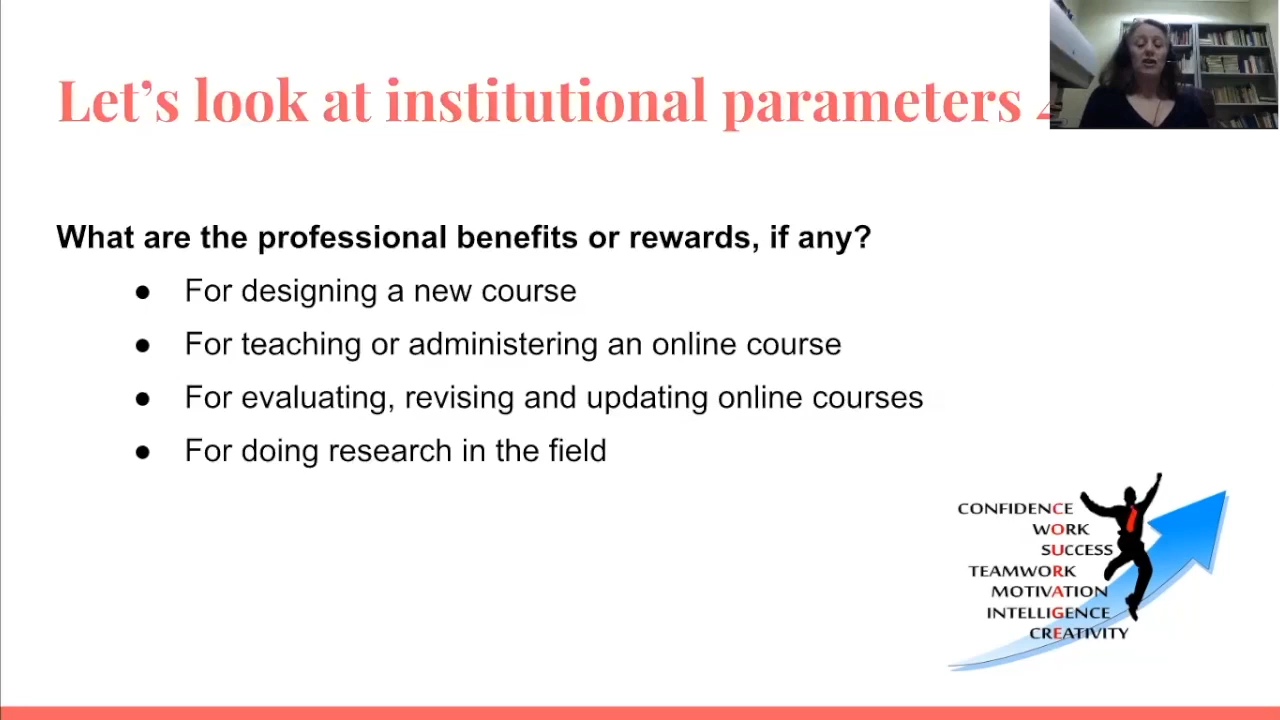 Let's look at institutional parameters
What are the professional benefits or rewards, if any?
● For designing a new course
● For teaching or administering an online course
● For evaluating, revising and updating online courses
● For doing research in the field
CONFIDENCE
WORK
SUCCESS
TEAMWORK
MOTIVATION
INTELLIGENCE
CREATIVITY